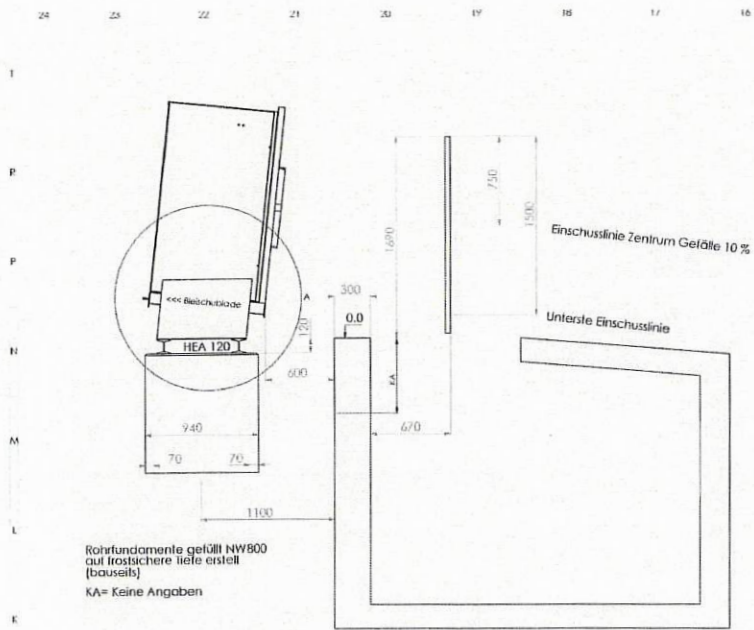 24 23 22 21 20 19 18 17 16
T
R
P
N
M
L
K
<<< Bleischublade
HEA 120
A
120
600
940
70 70
1100
300
0.0
KA
670
1690
750
1500
Einschusslinie Zentrum Gefälle 10 %
Unterste Einschusslinie
Rohrfundamente gefüllt NW800
auf frostsichere Tiefe erstellt
(bauseits)
KA= Keine Angaben